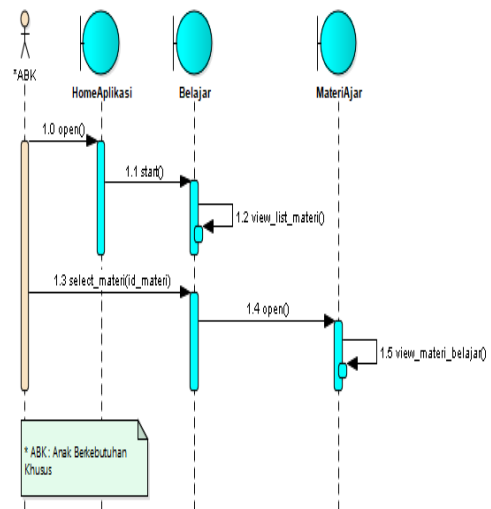 *ABK
HomeAplikasi
Belajar
MateriAjar
1.0 open()
1.1 start()
1.2 view_list_materi()
1.3 select_materi(id_materi)
1.4 open()
1.5 view_materi_belajar()
* ABK : Anak Berkebutuhan
Khusus